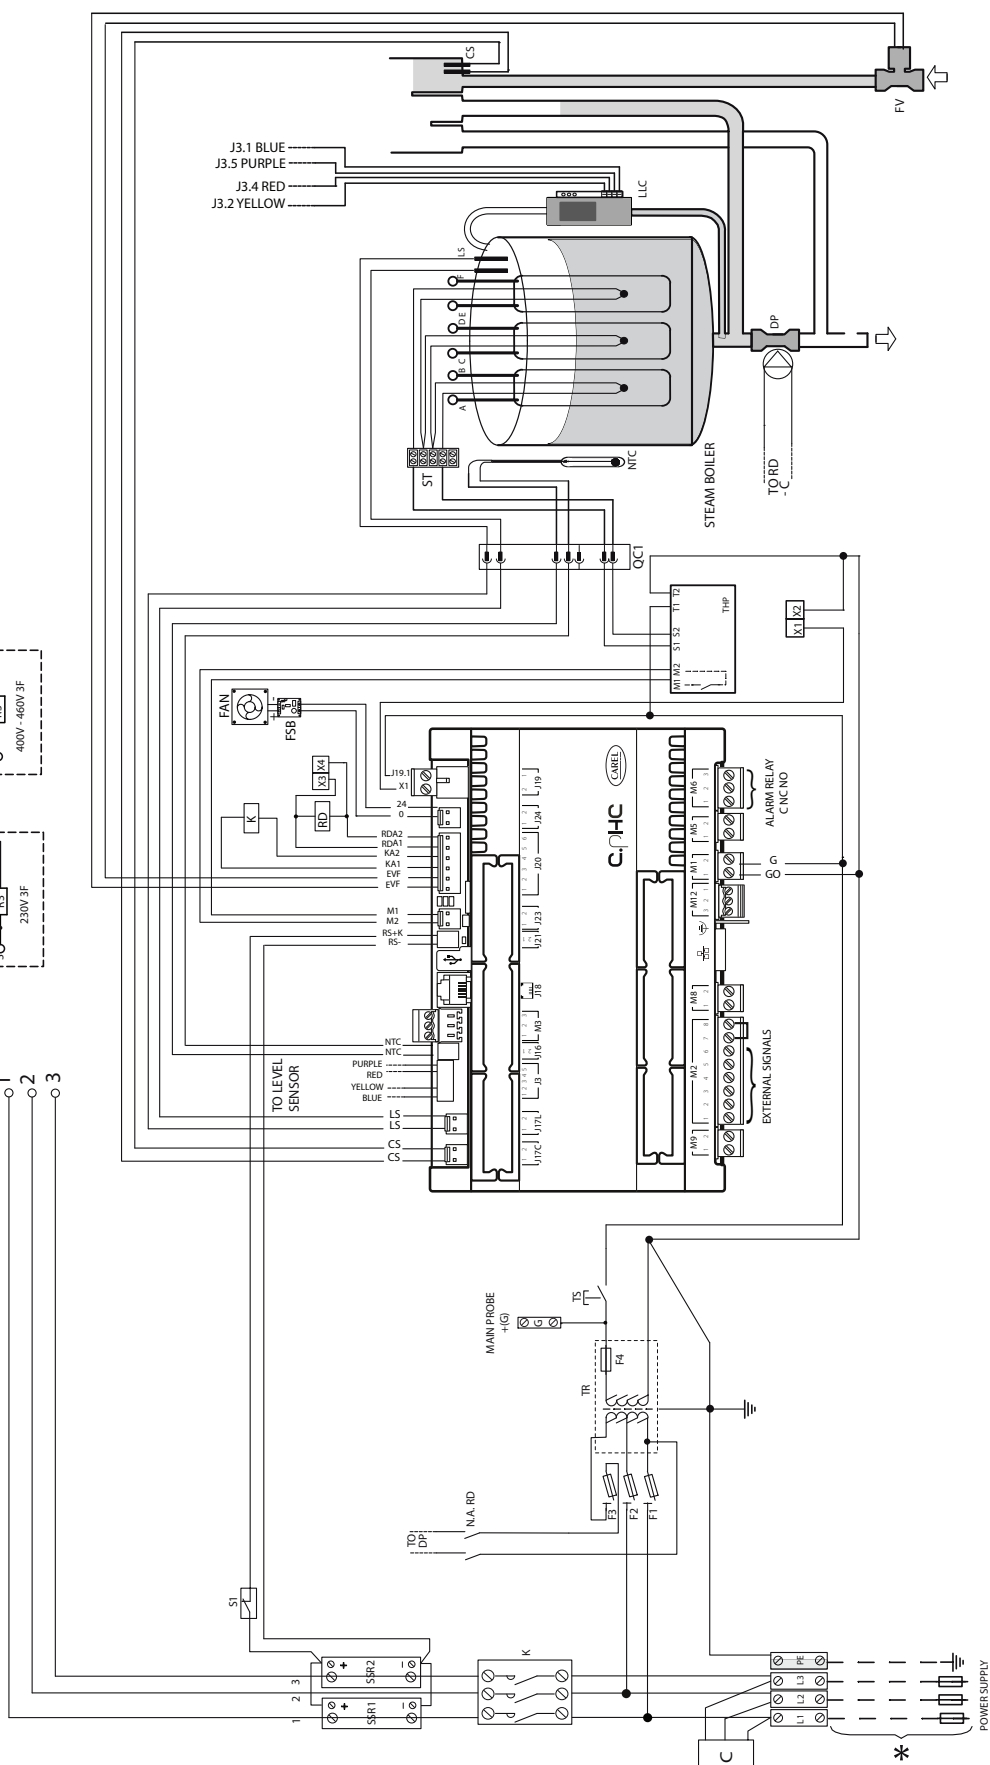 CS
FV
J3.1 BLUE
J3.5 PURPLE
J3.4 RED
J3.2 YELLOW
LLC
LS
F
D E
B C
A
DP
TO RD
- C
ST
NTC
STEAM BOILER
QC1
T1 T2
THP
S1 S2
M1 M2
X1 X2
400V - 460V 3F
230V 3F
FAN
- +
FSB
X3 X4
RD
K
J19.1
X1
24
0
RDA2
RDA1
KA2
KA1
EVF
EVF
M1
M2
RS+K
RS-
NTC
NTC
PURPLE
RED
YELLOW
BLUE
TO LEVEL
SENSOR
LS
LS
CS
CS
J19
J24
J20
J23
J21
J18
M3
J16
J3
J17L
J17C
CAREL
c.pHC
M6
M5
M1
M12
M8
M2
M9
ALARM RELAY
C NC NO
G
GO
EXTERNAL SIGNALS
1
2
3
MAIN PROBE
+(G)
G
TS
F4
TR
F3
F2
F1
TO
DP
N.A. RD
S1
SSR2
+ -
SSR1
+ -
1 2 3
K
PE
L3
L2
L1
C
*
POWER SUPPLY